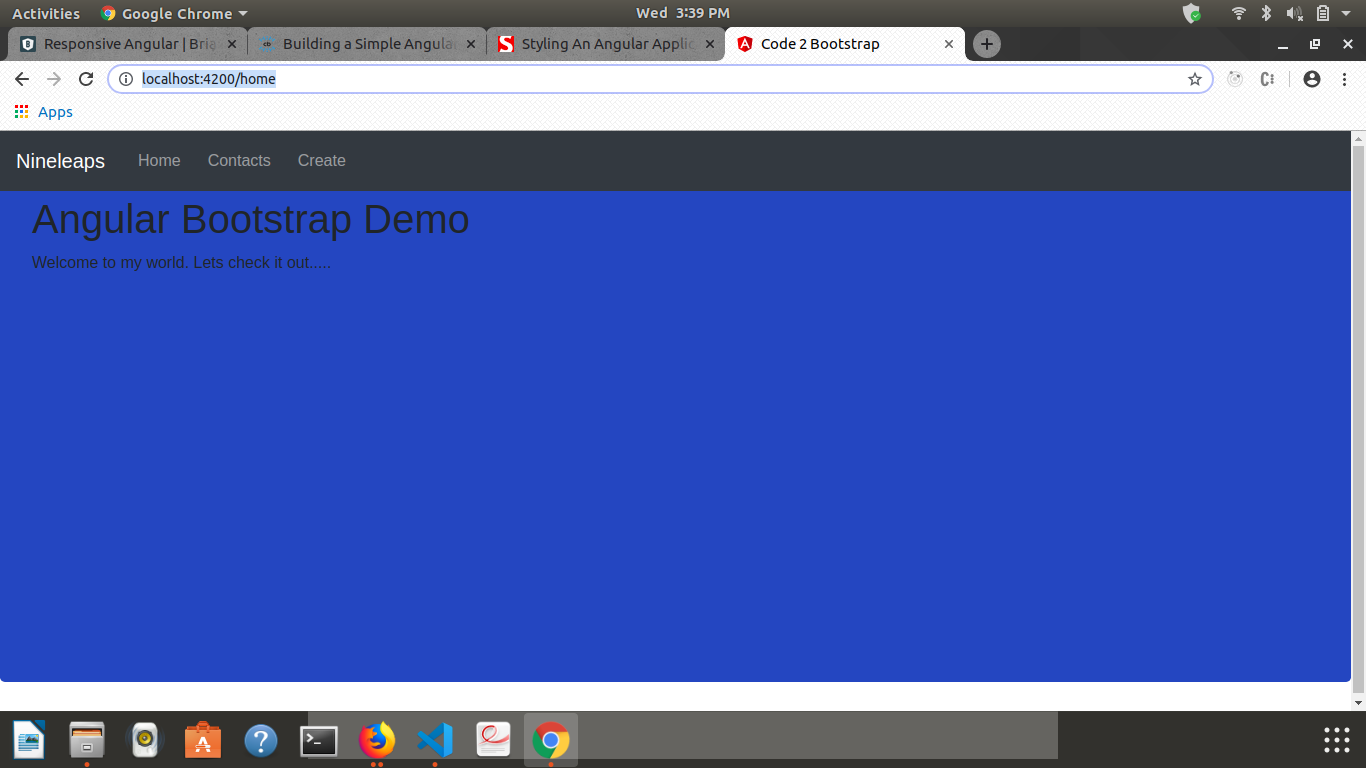 Activities Google Chrome Wed 3:39 PM
Responsive Angular | Bria Building a Simple Angula Styling An Angular Applic Code 2 Bootstrap
localhost:4200/home
Apps
Nineleaps Home Contacts Create
Angular Bootstrap Demo
Welcome to my world. Lets check it out.....